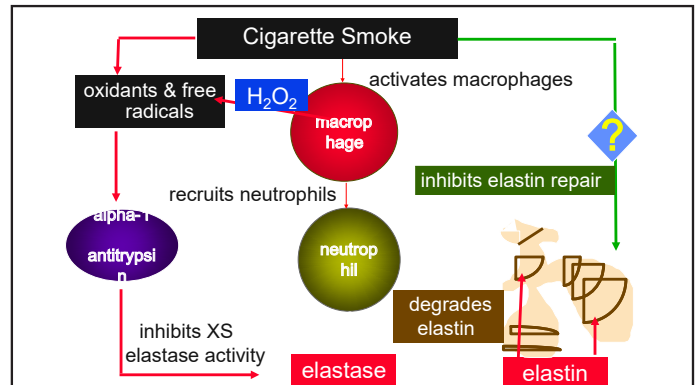 Cigarette Smoke
activates macrophages
oxidants & free
radicals
H₂O₂
macrop
hage
recruits neutrophils
?
inhibits elastin repair
alpha-1
antitrypsi
n
neutrop
hil
degrades
elastin
inhibits XS
elastase activity
elastase
elastin